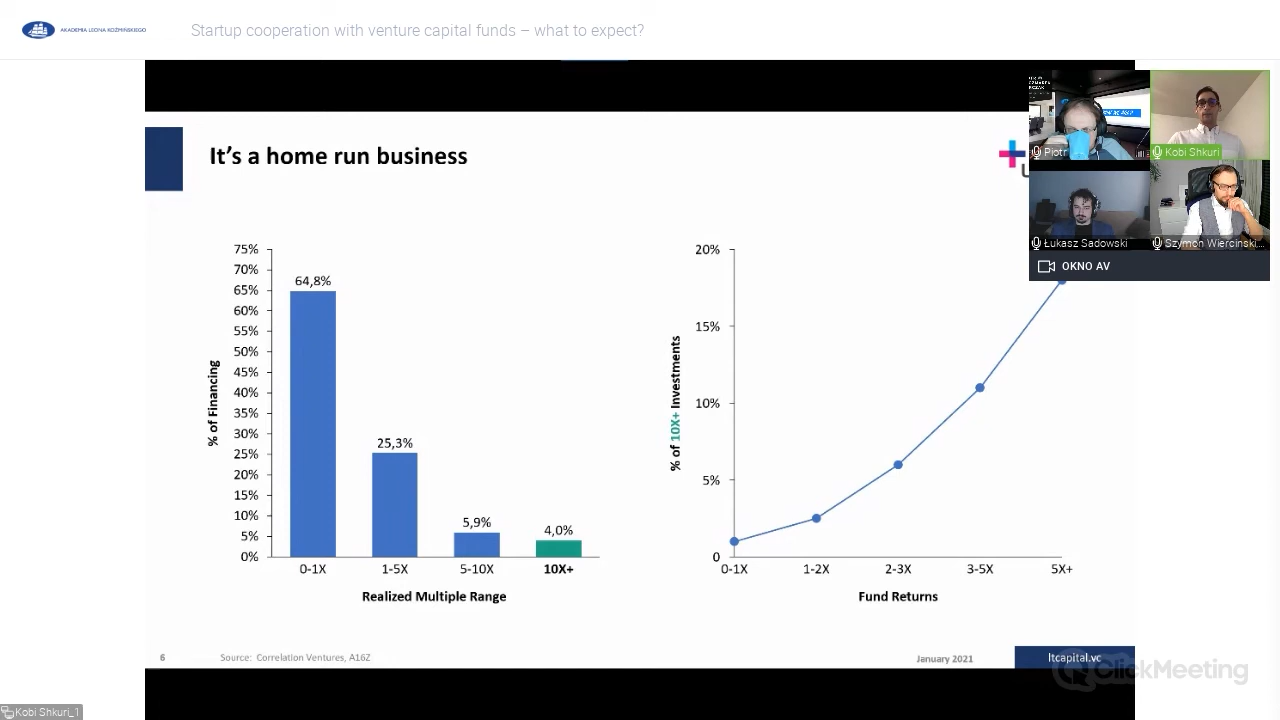 AKADEMIA LEONA KOŹMIŃSKIEGO
Startup cooperation with venture capital funds – what to expect?
It's a home run business
Piotr
Kobi Shkuri
Łukasz Sadowski
Szymon Wierciński,...
OKNO AV
75%
70%
65%
60%
55%
50%
45%
40%
35%
30%
25%
20%
15%
10%
5%
0%
% of Financing
64,8%
25,3%
5,9%
4,0%
0-1X
1-5X
5-10X
10X+
Realized Multiple Range
20%
15%
10%
5%
0
% of 10X+ Investments
0-1X
1-2X
2-3X
3-5X
5X+
Fund Returns
6
Source: Correlation Ventures, A16Z
January 2021
ltcapital.vc
ClickMeeting
Kobi Shkuri_1